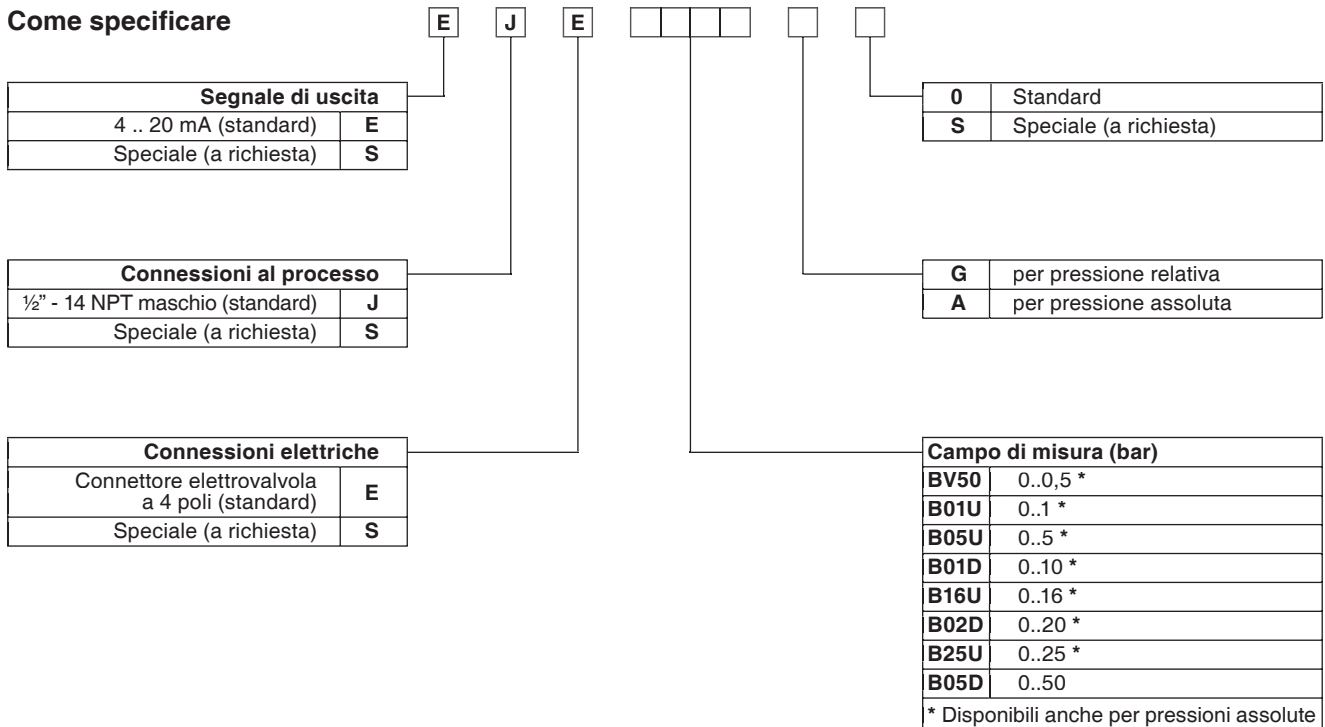 Come specificare
E J E
Segnale di uscita
4 .. 20 mA (standard) E
Speciale (a richiesta) S
0 Standard
S Speciale (a richiesta)
Connessioni al processo
½” - 14 NPT maschio (standard) J
Speciale (a richiesta) S
G per pressione relativa
A per pressione assoluta
Connessioni elettriche
Connettore elettrovalvola
a 4 poli (standard) E
Speciale (a richiesta) S
Campo di misura (bar)
BV50 0..0,5 *
B01U 0..1 *
B05U 0..5 *
B01D 0..10 *
B16U 0..16 *
B02D 0..20 *
B25U 0..25 *
B05D 0..50
* Disponibili anche per pressioni assolute